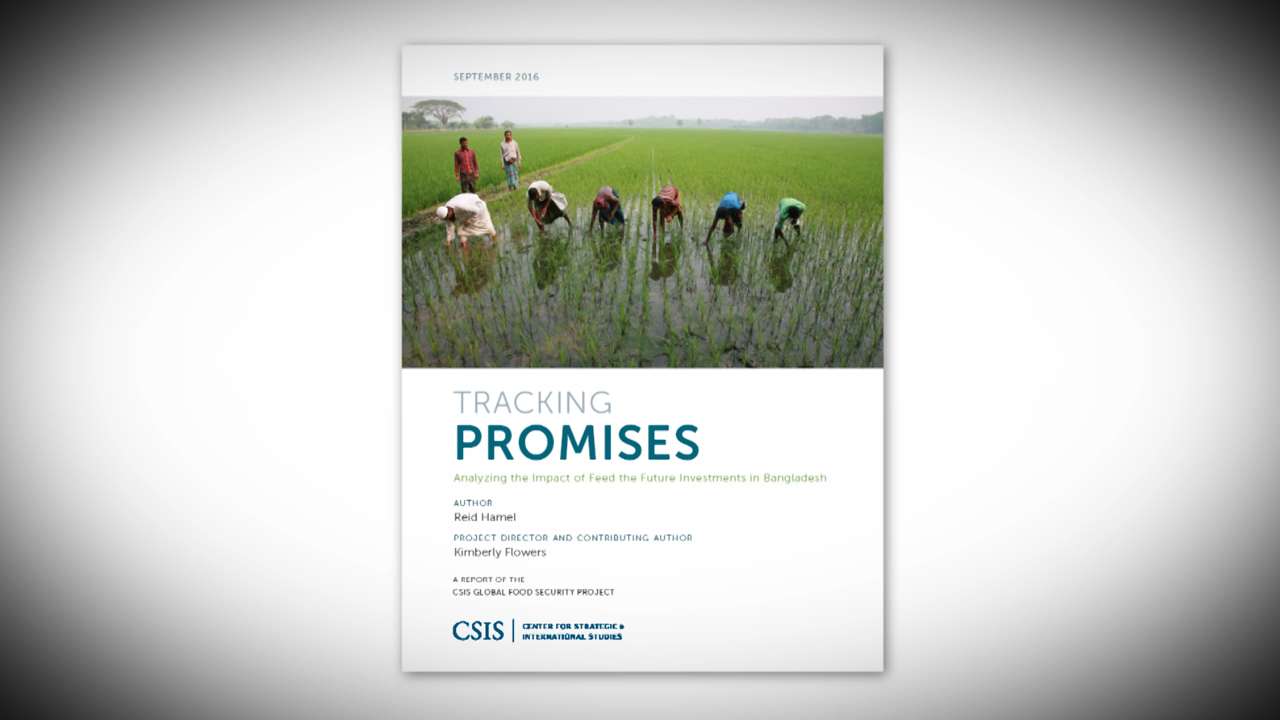 SEPTEMBER 2016
TRACKING
PROMISES
Analyzing the Impact of Feed the Future Investments in Bangladesh
AUTHOR
Reid Hamel
PROJECT DIRECTOR AND CONTRIBUTING AUTHOR
Kimberly Flowers
A REPORT OF THE
CSIS GLOBAL FOOD SECURITY PROJECT
CSIS | CENTER FOR STRATEGIC &
INTERNATIONAL STUDIES